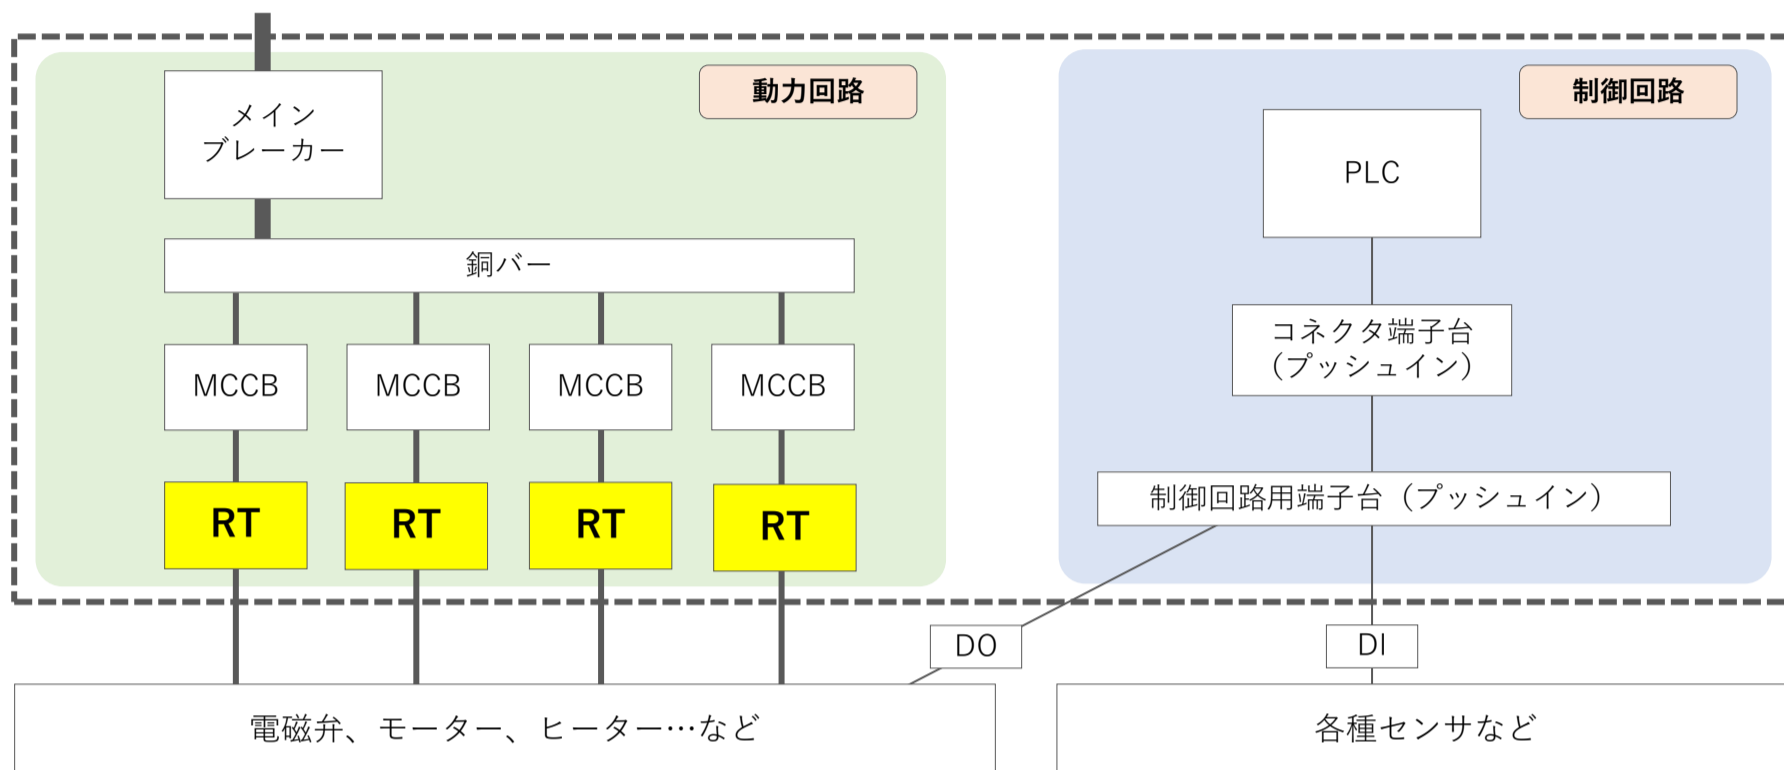 動力回路
メイン
ブレーカー
銅バー
MCCB
MCCB
MCCB
MCCB
RT
RT
RT
RT
制御回路
PLC
コネクタ端子台
（プッシュイン）
制御回路用端子台（プッシュイン）
DO
DI
電磁弁、モーター、ヒーター…など
各種センサなど